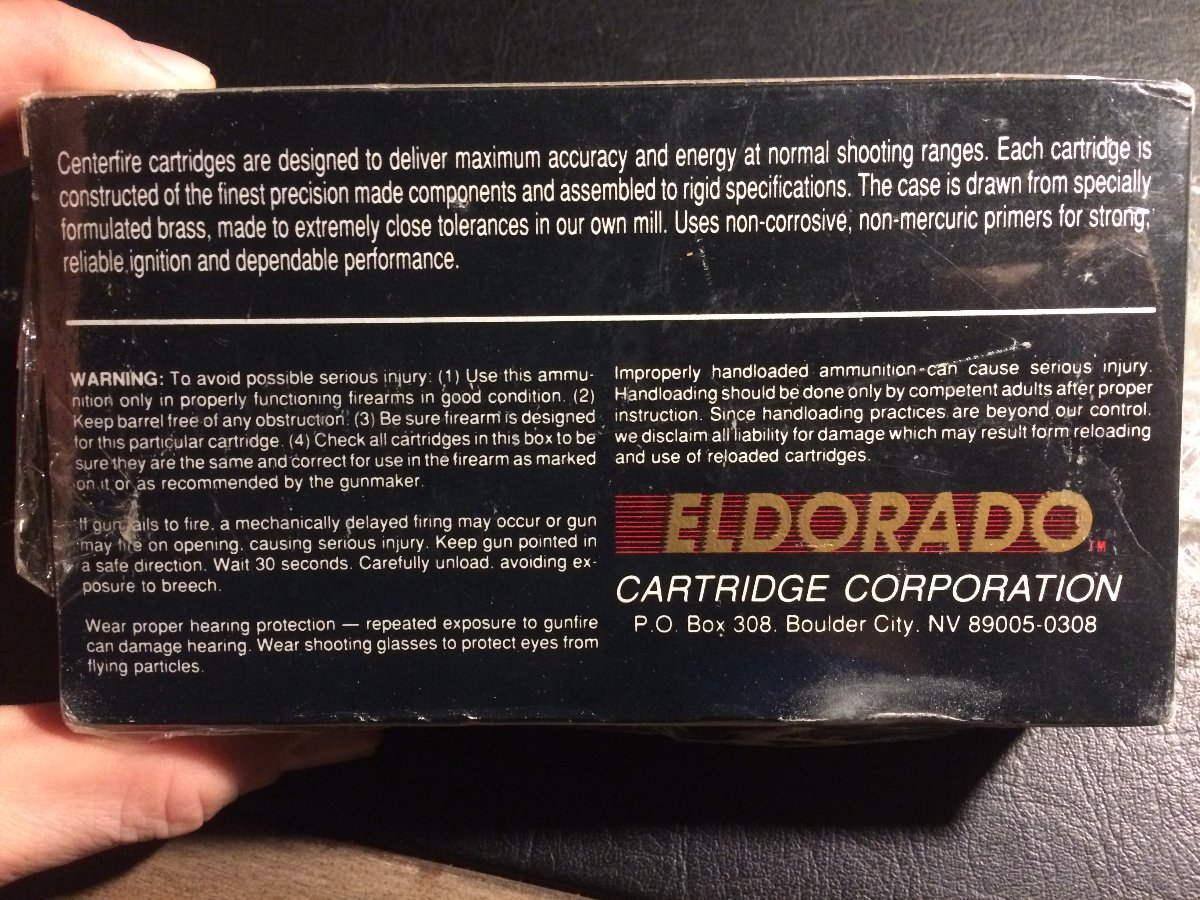 Centerfire cartridges are designed to deliver maximum accuracy and energy at normal shooting ranges. Each cartridge is
constructed of the finest precision made components and assembled to rigid specifications. The case is drawn from specially
formulated brass, made to extremely close tolerances in our own mill. Uses non-corrosive, non-mercuric primers for strong,
reliable ignition and dependable performance.
WARNING: To avoid possible serious injury: (1) Use this ammu-
nition only in properly functioning firearms in good condition. (2)
Keep barrel free of any obstruction. (3) Be sure firearm is designed
for this particular cartridge. (4) Check all cartridges in this box to be
sure they are the same and correct for use in the firearm as marked
on it or as recommended by the gunmaker.
If gun fails to fire, a mechanically delayed firing may occur or gun
may fire on opening, causing serious injury. Keep gun pointed in
a safe direction. Wait 30 seconds. Carefully unload, avoiding ex-
posure to breech.
Wear proper hearing protection — repeated exposure to gunfire
can damage hearing. Wear shooting glasses to protect eyes from
flying particles.
Improperly handloaded ammunition can cause serious injury.
Handloading should be done only by competent adults after proper
instruction. Since handloading practices are beyond our control,
we disclaim all liability for damage which may result form reloading
and use of reloaded cartridges.
ELDORADO TM
CARTRIDGE CORPORATION
P.O. Box 308, Boulder City, NV 89005-0308